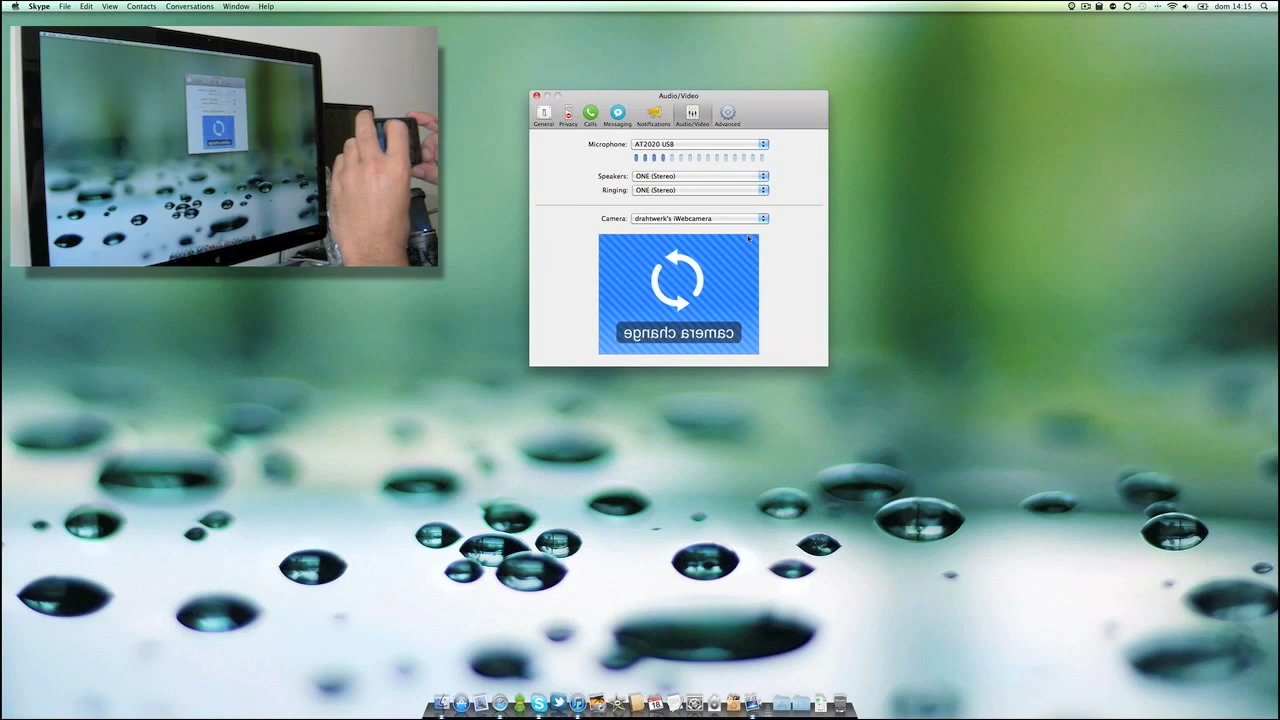 Skype File Edit View Contacts Conversations Window Help dom 14:15
Audio/Video
General Privacy Calls Messaging Notifications Audio/Video Advanced
Microphone: AT2020 USB
Speakers: ONE (Stereo)
Ringing: ONE (Stereo)
Camera: drahtwerk's iWebcamera
camera change
18